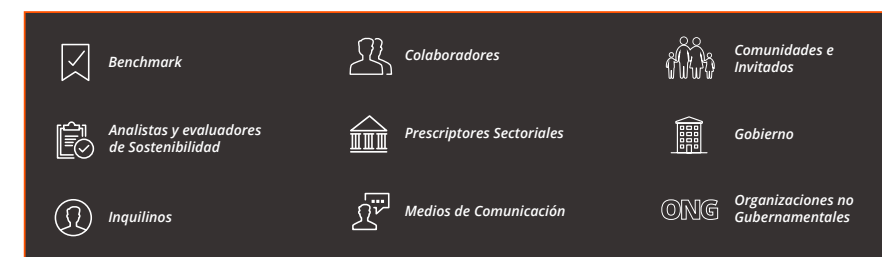 Benchmark
Colaboradores
Comunidades e
Invitados
Analistas y evaluadores
de Sostenibilidad
Prescriptores Sectoriales
Gobierno
Inquilinos
Medios de Comunicación
ONG
Organizaciones no
Gubernamentales